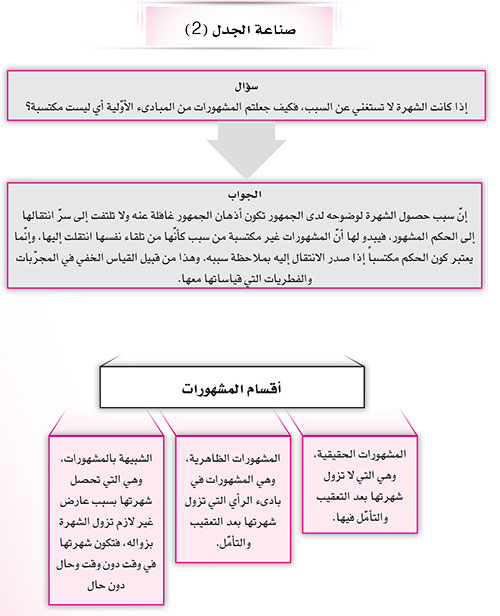 صناعة الجدل (2)
سؤال
إذا كانت الشهرة لا تستغني عن السبب، فكيف جعلتم المشهورات من المبادىء الأوّلية أي ليست مكتسبة؟
الجواب
إنّ سبب حصول الشهرة لوضوحه لدى الجمهور تكون أذهان الجمهور غافلة عنه ولا تلتفت إلى سرّ انتقالها
إلى الحكم المشهور، فيبدو لها أنّ المشهورات غير مكتسبة من سبب كأنّها من تلقاء نفسها انتقلت إليها، وإنّما
يعتبر كون الحكم مكتسباً إذا صدر الانتقال إليه بملاحظة سببه. وهذا من قبيل القياس الخفي في المجرّبات
والفطريات التي قياساتها معها.
أقسام المشهورات
المشهورات الحقيقية،
وهي التي لا تزول
شهرتها بعد التعقيب
والتأمّل فيها.
المشهورات الظاهرية،
وهي المشهورات في
بادىء الرأي التي تزول
شهرتها بعد التعقيب
والتأمّل.
الشبيهة بالمشهورات،
وهي التي تحصل
شهرتها بسبب عارض
غير لازم تزول الشهرة
بزواله، فتكون شهرتها
في وقت دون وقت وحال
دون حال